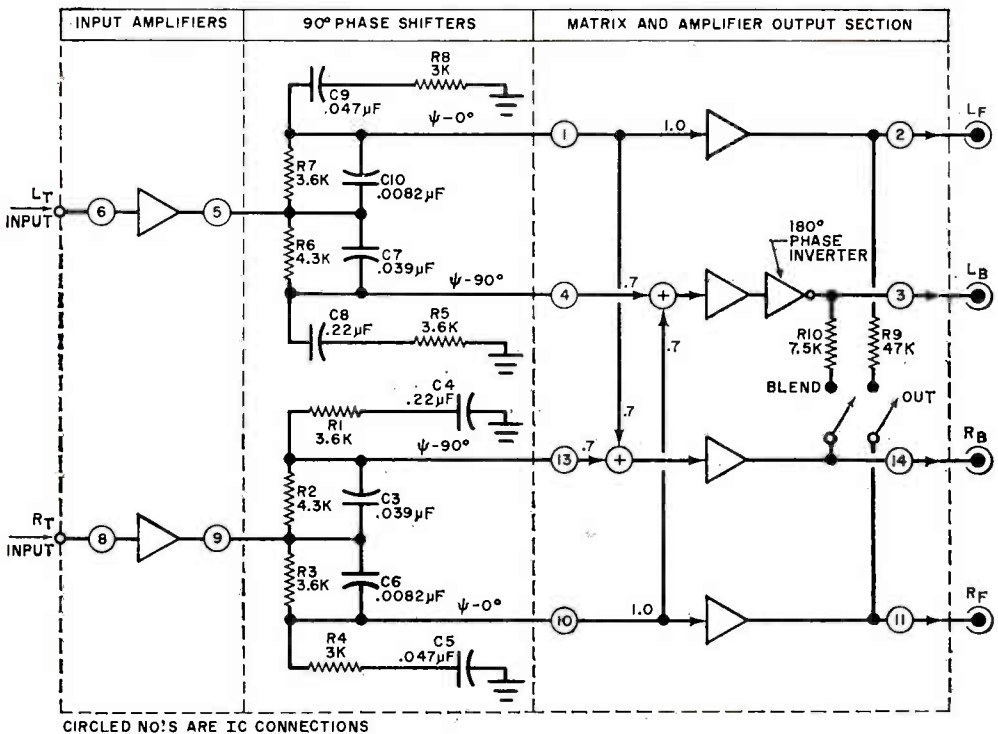 INPUT AMPLIFIERS
90° PHASE SHIFTERS
MATRIX AND AMPLIFIER OUTPUT SECTION
R8
3K
C9
.047µF
ψ-0°
1
1.0
2
LF
R7
3.6K
C10
.0082µF
LT
INPUT
6
5
R6
4.3K
C7
.039µF
180°
PHASE
INVERTER
ψ-90°
4
.7
+
3
LB
.7
C8
.22µF
R5
3.6K
R10
7.5K
R9
47K
BLEND
OUT
C4
.22µF
R1
3.6K
.7
ψ-90°
13
.7
+
14
RB
R2
4.3K
C3
.039µF
RT
INPUT
8
9
R3
3.6K
C6
.0082µF
ψ-0°
10
1.0
11
RF
R4
3K
C5
.047µF
CIRCLED NO.'S ARE IC CONNECTIONS